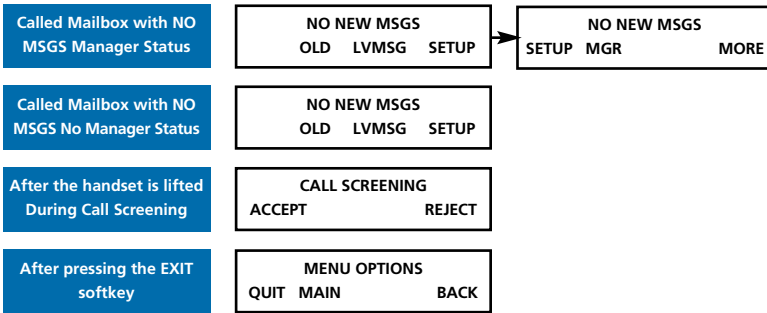 Called Mailbox with NO
MSGS Manager Status
NO NEW MSGS
OLD LVMSG SETUP
NO NEW MSGS
SETUP MGR MORE
Called Mailbox with NO
MSGS No Manager Status
NO NEW MSGS
OLD LVMSG SETUP
After the handset is lifted
During Call Screening
CALL SCREENING
ACCEPT REJECT
After pressing the EXIT
softkey
MENU OPTIONS
QUIT MAIN BACK